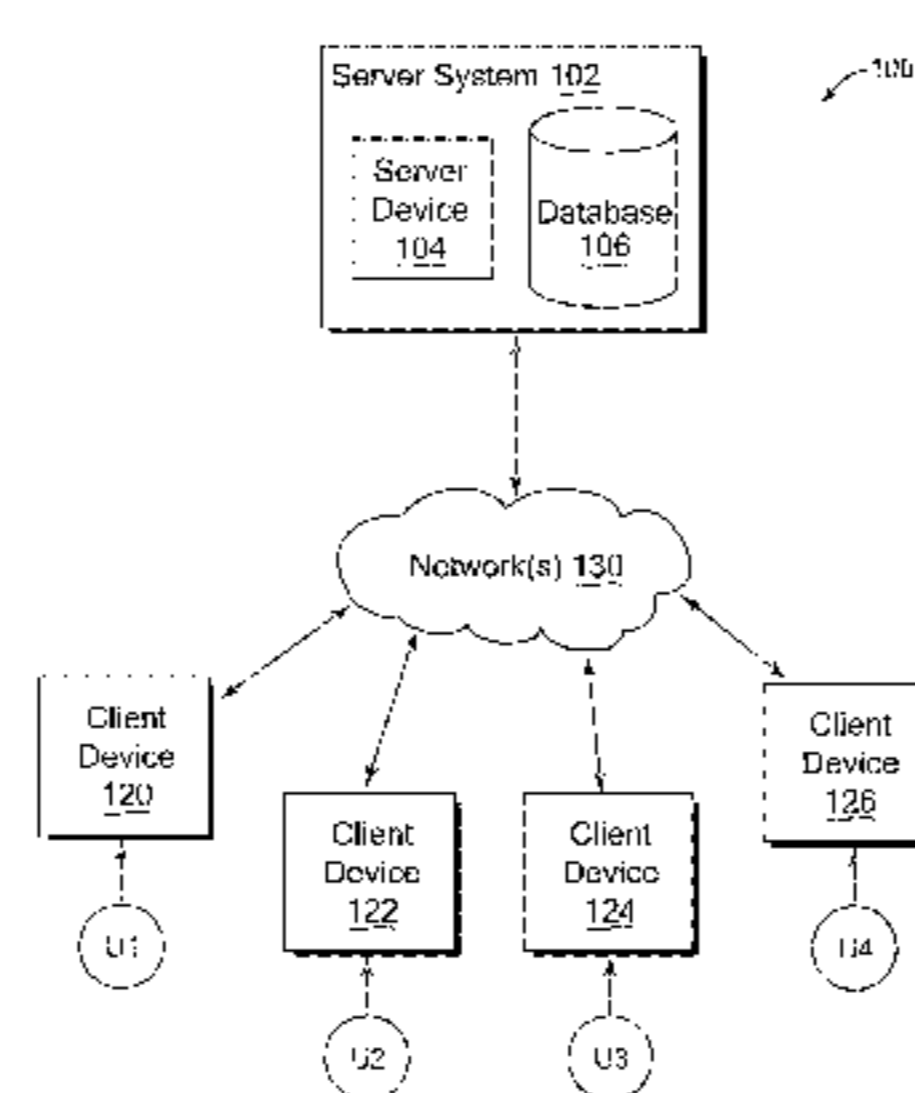 Server System 102
100
Server
Device
104
Database
106
Network(s) 130
Client
Device
120
Client
Device
126
Client
Device
122
Client
Device
124
U1
U4
U2
U3